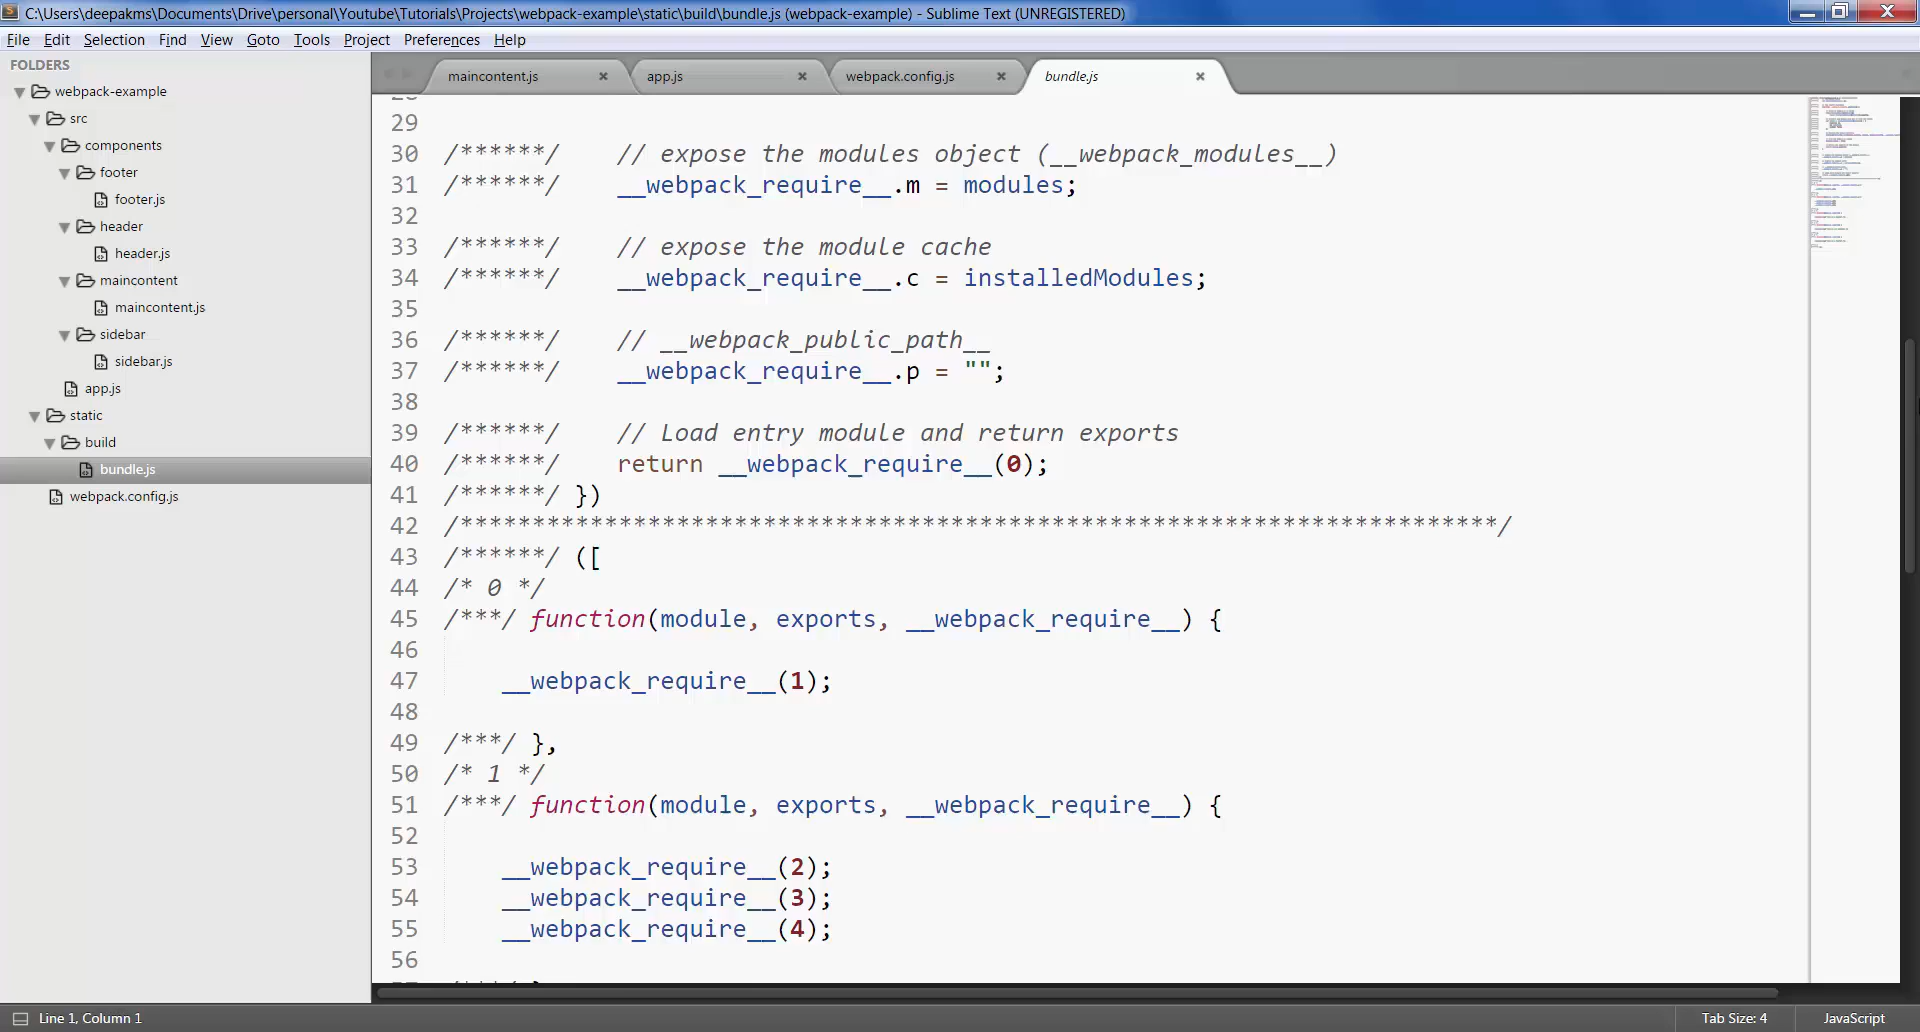 C:\Users\deepakms\Documents\Drive\personal\Youtube\Tutorials\Projects\webpack-example\static\build\bundle.js (webpack-example) - Sublime Text (UNREGISTERED)
File Edit Selection Find View Goto Tools Project Preferences Help
FOLDERS
webpack-example
src
components
footer
footer.js
header
header.js
maincontent
maincontent.js
sidebar
sidebar.js
app.js
static
build
bundle.js
webpack.config.js
maincontent.js app.js webpack.config.js bundle.js
29
30 /******/ // expose the modules object (__webpack_modules__)
31 /******/ __webpack_require__.m = modules;
32
33 /******/ // expose the module cache
34 /******/ __webpack_require__.c = installedModules;
35
36 /******/ // __webpack_public_path__
37 /******/ __webpack_require__.p = "";
38
39 /******/ // Load entry module and return exports
40 /******/ return __webpack_require__(0);
41 /******/ })
42 /************************************************************************/
43 /******/ ([
44 /* 0 */
45 /***/ function(module, exports, __webpack_require__) {
46
47 __webpack_require__(1);
48
49 /***/ },
50 /* 1 */
51 /***/ function(module, exports, __webpack_require__) {
52
53 __webpack_require__(2);
54 __webpack_require__(3);
55 __webpack_require__(4);
56
Line 1, Column 1
Tab Size: 4
JavaScript